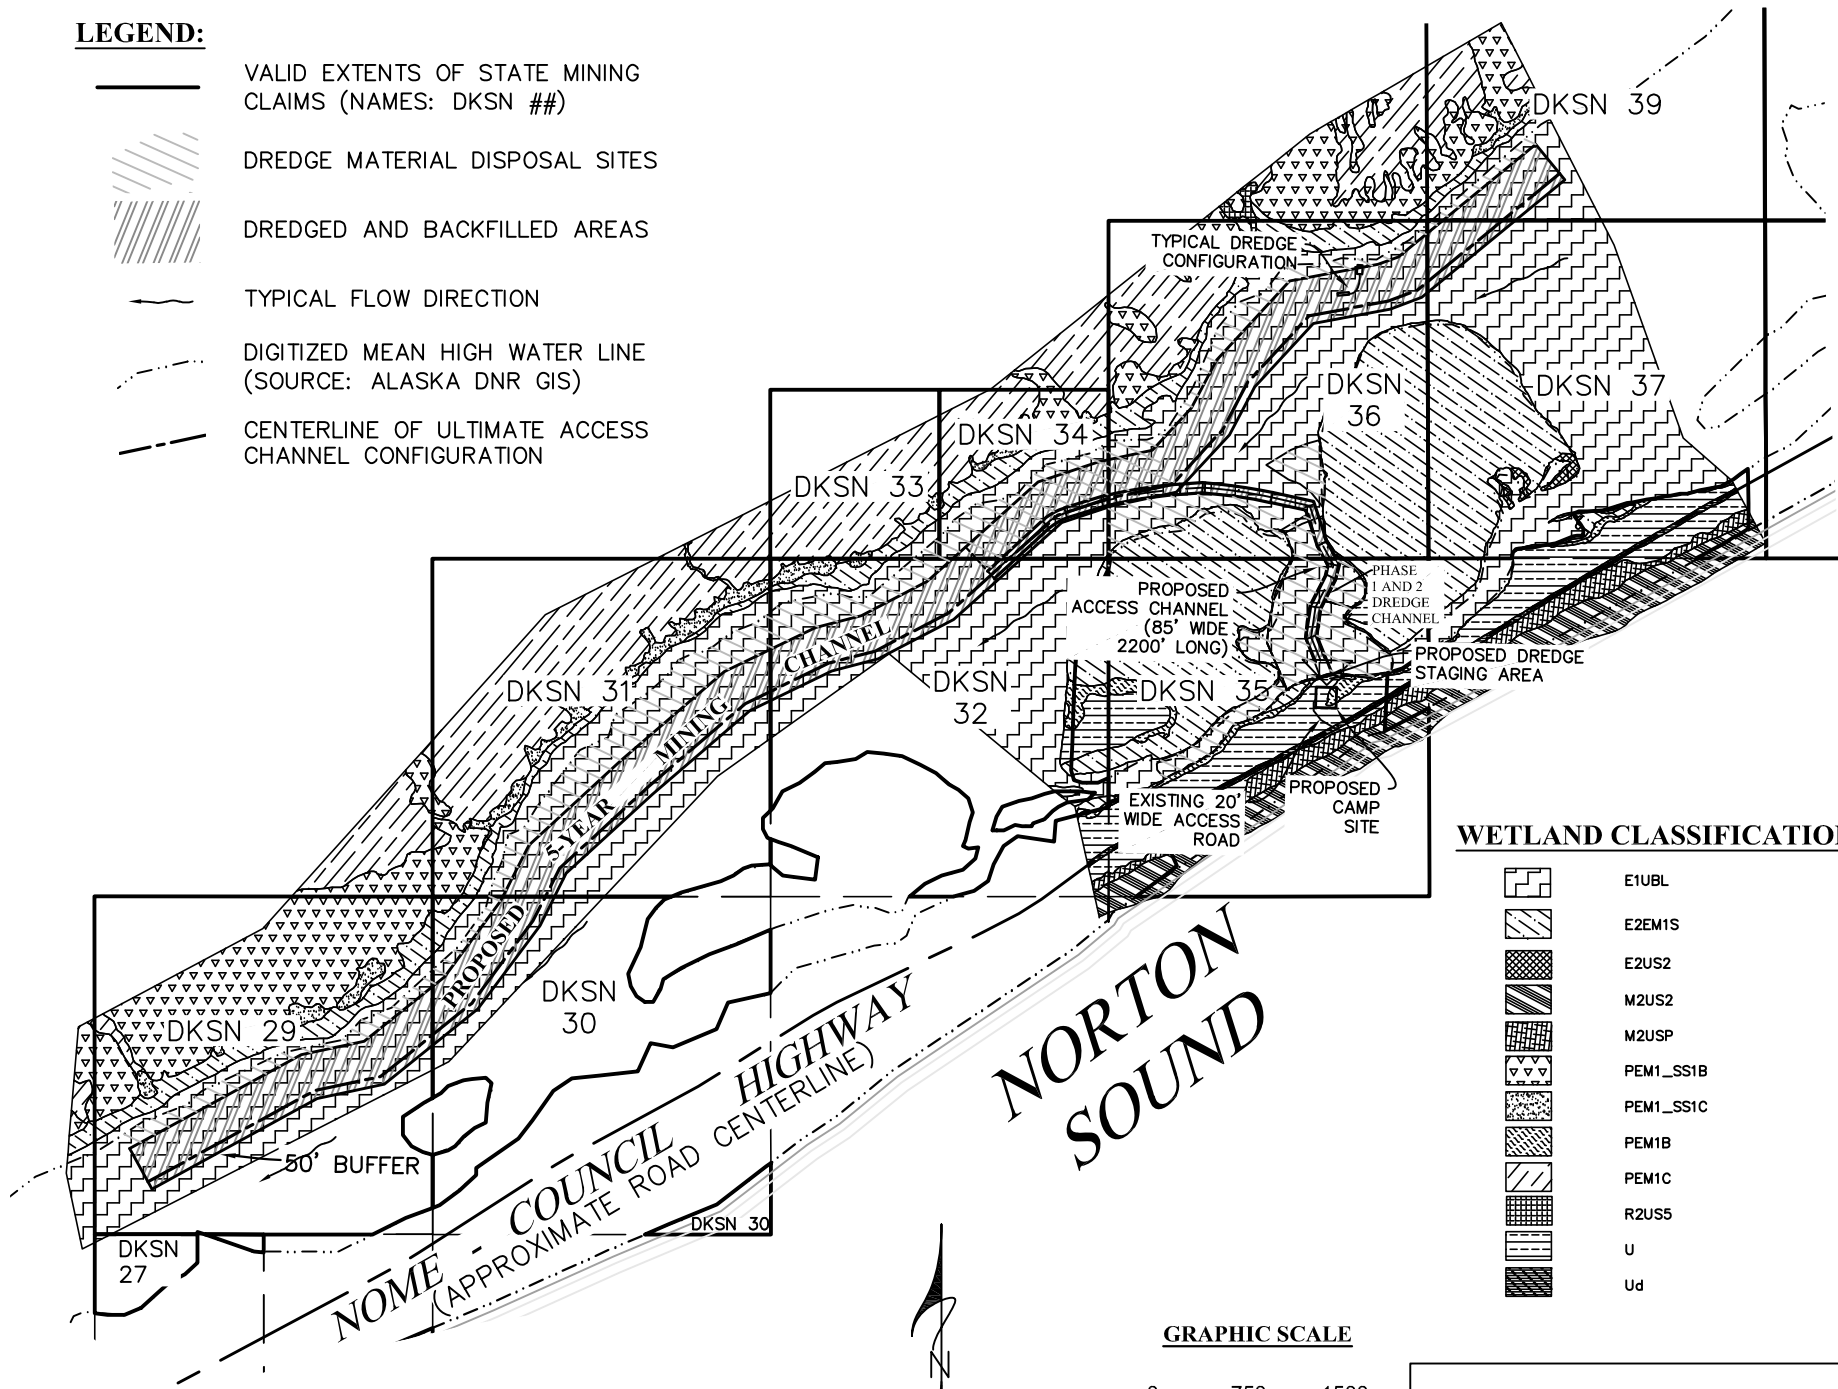 LEGEND:
VALID EXTENTS OF STATE MINING
CLAIMS (NAMES: DKSN ##)
DREDGE MATERIAL DISPOSAL SITES
DREDGED AND BACKFILLED AREAS
TYPICAL FLOW DIRECTION
DIGITIZED MEAN HIGH WATER LINE
(SOURCE: ALASKA DNR GIS)
CENTERLINE OF ULTIMATE ACCESS
CHANNEL CONFIGURATION
DKSN 39
TYPICAL DREDGE
CONFIGURATION
DKSN
36
DKSN 37
DKSN 34
DKSN 33
PROPOSED
ACCESS CHANNEL
(85' WIDE
2200' LONG)
PHASE
1 AND 2
DREDGE
CHANNEL
PROPOSED DREDGE
STAGING AREA
DKSN 31
DKSN
32
DKSN 35
PROPOSED 5-YEAR MINING CHANNEL
EXISTING 20'
WIDE ACCESS
ROAD
PROPOSED
CAMP
SITE
DKSN 29
DKSN
30
50' BUFFER
DKSN
27
DKSN 30
NOME - COUNCIL HIGHWAY
(APPROXIMATE ROAD CENTERLINE)
NORTON
SOUND
N
WETLAND CLASSIFICATIO
E1UBL
E2EM1S
E2US2
M2US2
M2USP
PEM1_SS1B
PEM1_SS1C
PEM1B
PEM1C
R2US5
U
Ud
GRAPHIC SCALE
0 750 1500